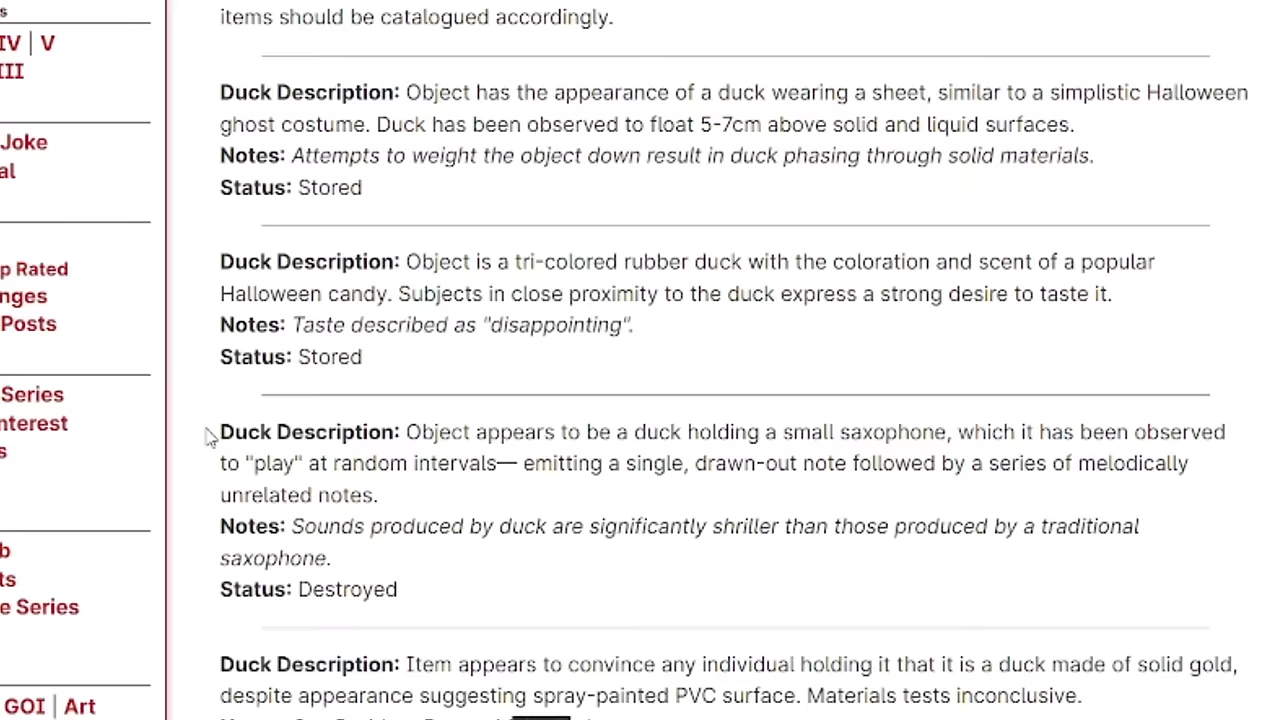 s
IV | V
III
Joke
al
p Rated
nges
Posts
Series
nterest
s
b
ts
e Series
GOI | Art
items should be catalogued accordingly.
Duck Description: Object has the appearance of a duck wearing a sheet, similar to a simplistic Halloween
ghost costume. Duck has been observed to float 5-7cm above solid and liquid surfaces.
Notes: Attempts to weight the object down result in duck phasing through solid materials.
Status: Stored
Duck Description: Object is a tri-colored rubber duck with the coloration and scent of a popular
Halloween candy. Subjects in close proximity to the duck express a strong desire to taste it.
Notes: Taste described as "disappointing".
Status: Stored
Duck Description: Object appears to be a duck holding a small saxophone, which it has been observed
to "play" at random intervals— emitting a single, drawn-out note followed by a series of melodically
unrelated notes.
Notes: Sounds produced by duck are significantly shriller than those produced by a traditional
saxophone.
Status: Destroyed
Duck Description: Item appears to convince any individual holding it that it is a duck made of solid gold,
despite appearance suggesting spray-painted PVC surface. Materials tests inconclusive.